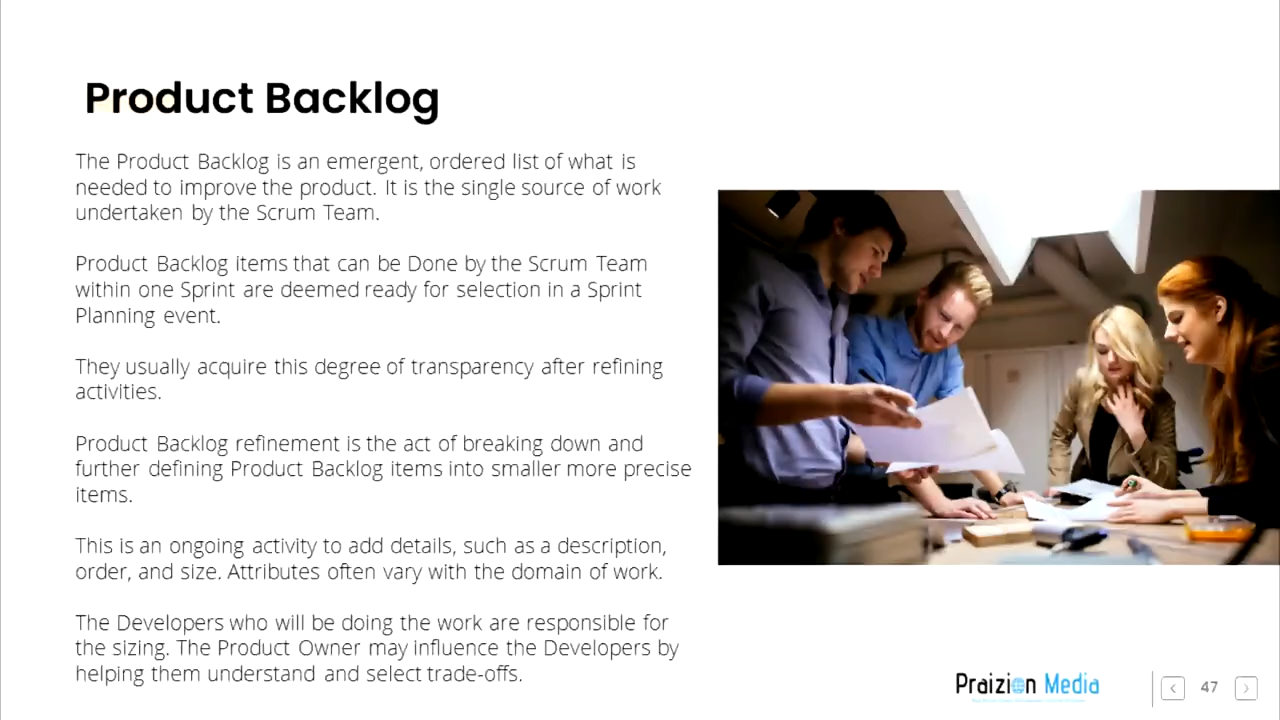 Product Backlog
The Product Backlog is an emergent, ordered list of what is
needed to improve the product. It is the single source of work
undertaken by the Scrum Team.
Product Backlog items that can be Done by the Scrum Team
within one Sprint are deemed ready for selection in a Sprint
Planning event.
They usually acquire this degree of transparency after refining
activities.
Product Backlog refinement is the act of breaking down and
further defining Product Backlog items into smaller more precise
items.
This is an ongoing activity to add details, such as a description,
order, and size. Attributes often vary with the domain of work.
The Developers who will be doing the work are responsible for
the sizing. The Product Owner may influence the Developers by
helping them understand and select trade-offs.
Praizion Media
47